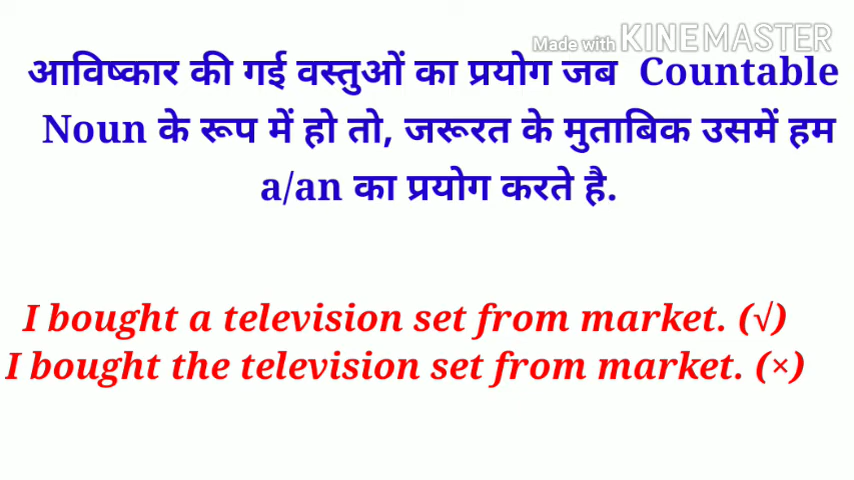 Made with KINEMASTER
आविष्कार की गई वस्तुओं का प्रयोग जब Countable
Noun के रूप में हो तो, जरूरत के मुताबिक उसमें हम
a/an का प्रयोग करते है.
I bought a television set from market. (√)
I bought the television set from market. (×)